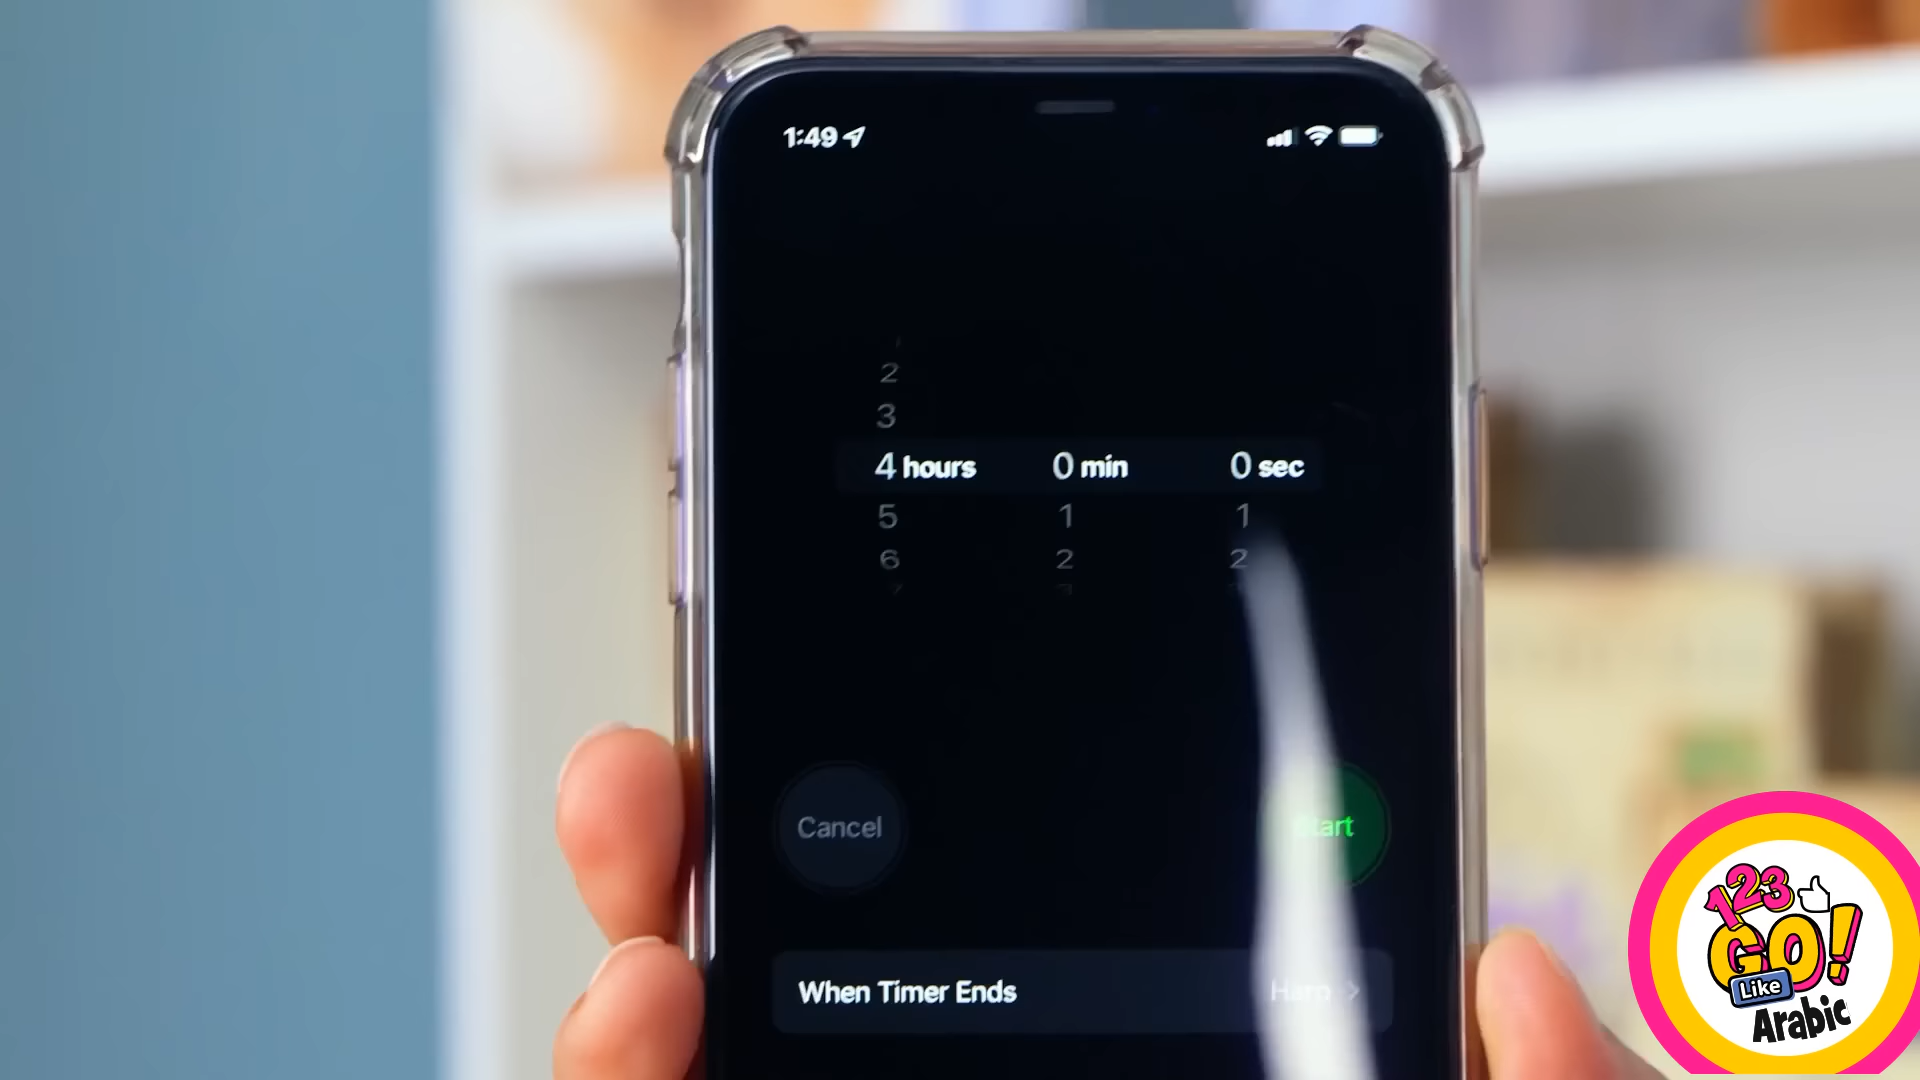 1:49
2
3
4 hours 0 min 0 sec
5 1 1
6 2 2
Cancel
When Timer Ends
123
GO!
Like
Arabic